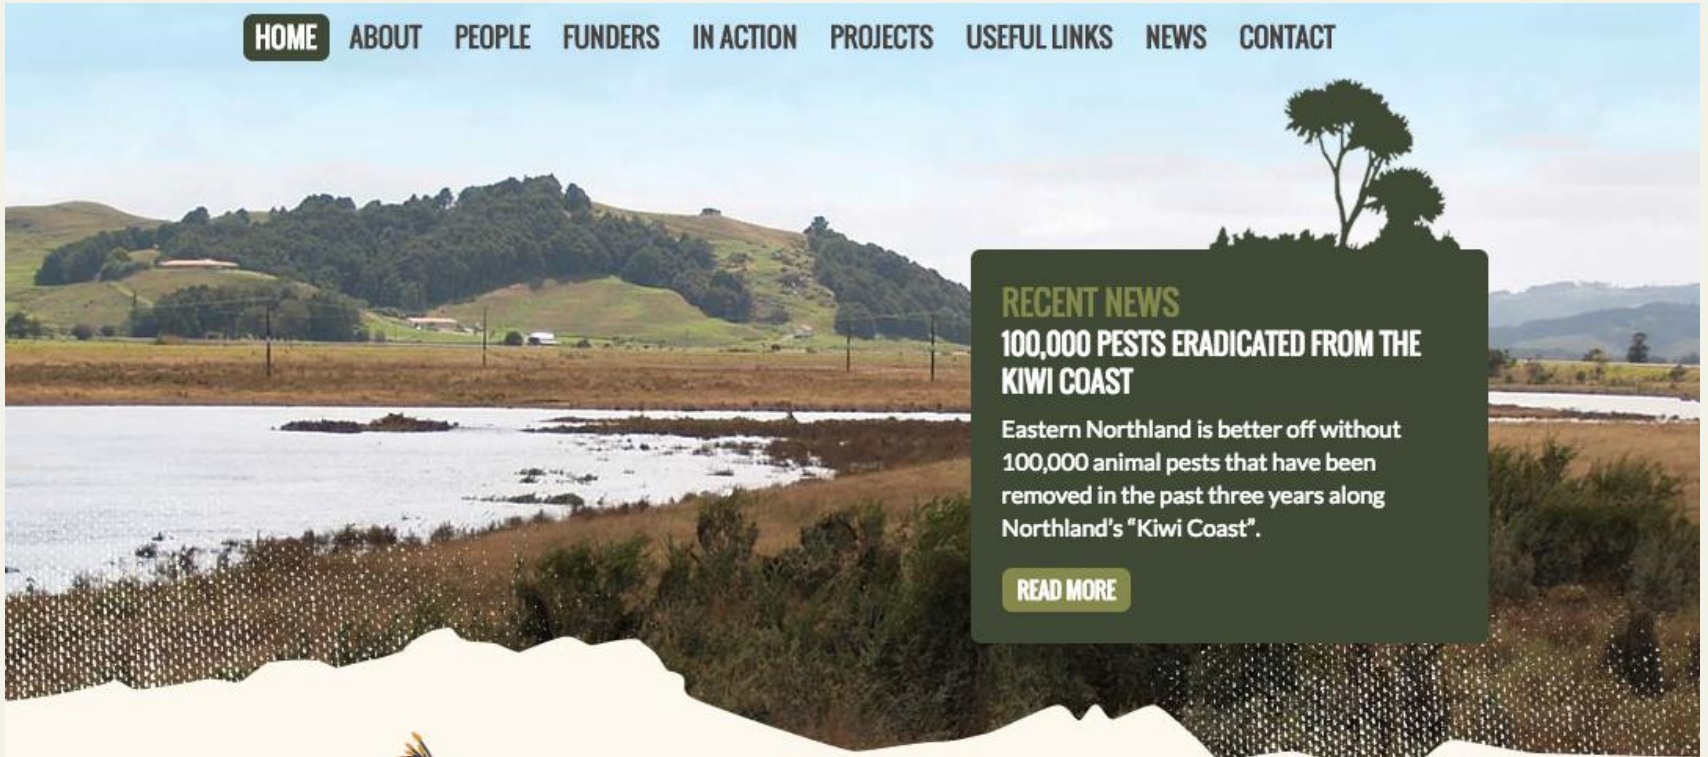 HOME ABOUT PEOPLE FUNDERS IN ACTION PROJECTS USEFUL LINKS NEWS CONTACT
RECENT NEWS
100,000 PESTS ERADICATED FROM THE
KIWI COAST
Eastern Northland is better off without
100,000 animal pests that have been
removed in the past three years along
Northland's “Kiwi Coast”.
READ MORE